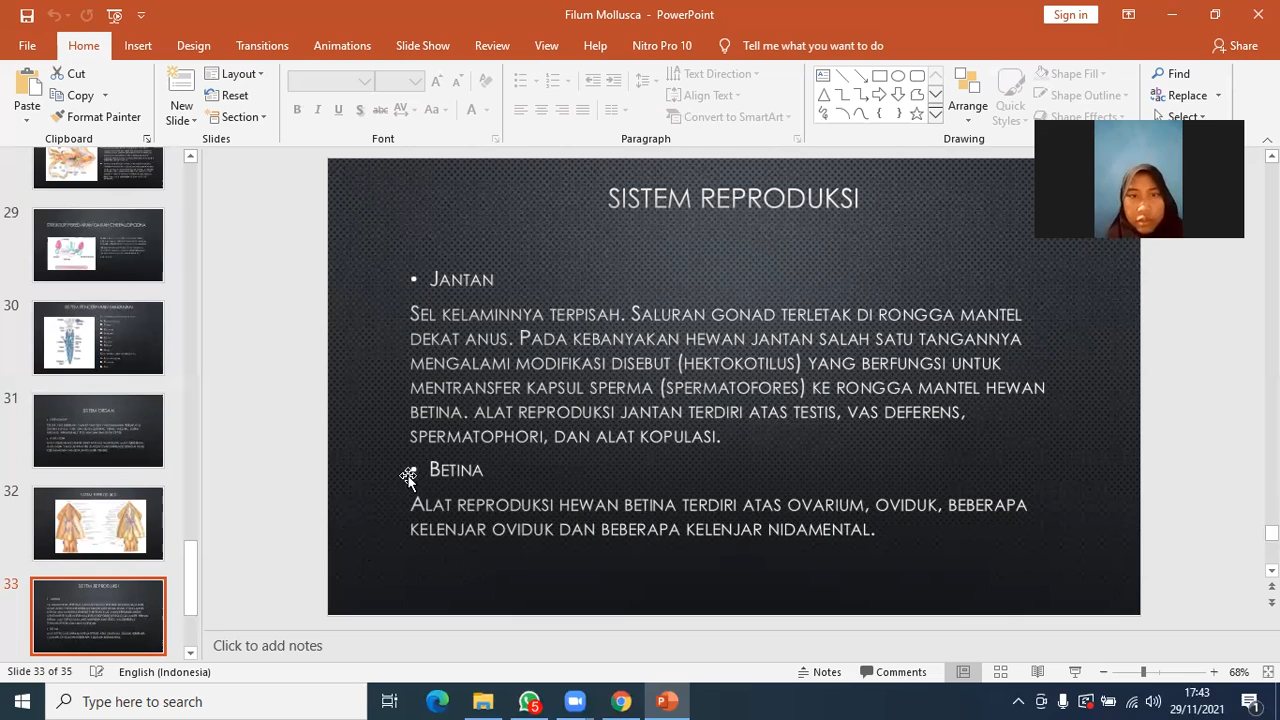 Filum Mollusca - PowerPoint
Sign in
File Home Insert Design Transitions Animations Slide Show Review View Help Nitro Pro 10 Tell me what you want to do Share
Paste
Cut
Copy
Format Painter
Clipboard
New Slide
Layout
Reset
Section
Slides
B I U S abc AV Aa A
Text Direction
Align Text
Convert to SmartArt
Paragraph
Arrange
Quick Styles
Shape Fill
Shape Outline
Shape Effects
Drawing
Find
Replace
Select
29
30
31
32
33
SISTEM REPRODUKSI
• JANTAN
SEL KELAMINNYA TERPISAH. SALURAN GONAD TERLETAK DI RONGGA MANTEL
DEKAT ANUS. PADA KEBANYAKAN HEWAN JANTAN SALAH SATU TANGANNYA
MENGALAMI MODIFIKASI DISEBUT (HEKTOKOTILUS) YANG BERFUNGSI UNTUK
MENTRANSFER KAPSUL SPERMA (SPERMATOFORES) KE RONGGA MANTEL HEWAN
BETINA. ALAT REPRODUKSI JANTAN TERDIRI ATAS TESTIS, VAS DEFERENS,
SPERMATOPHORE DAN ALAT KOPULASI.
• BETINA
ALAT REPRODUKSI HEWAN BETINA TERDIRI ATAS OVARIUM, OVIDUK, BEBERAPA
KELENJAR OVIDUK DAN BEBERAPA KELENJAR NIDAMENTAL.
Click to add notes
Slide 33 of 35 English (Indonesia) Notes Comments 68%
Type here to search
5
17:43
29/11/2021
1